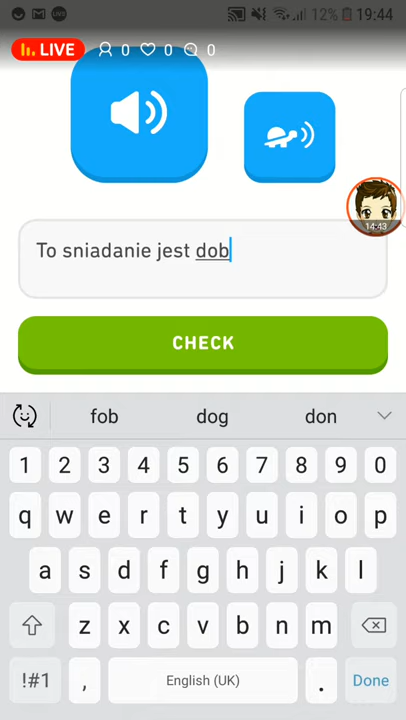 LIVE 12% 19:44
LIVE 0 0 0
14:43
To sniadanie jest dob
CHECK
fob dog don
1 2 3 4 5 6 7 8 9 0
q w e r t y u i o p
a s d f g h j k l
z x c v b n m
!#1 , English (UK) . Done